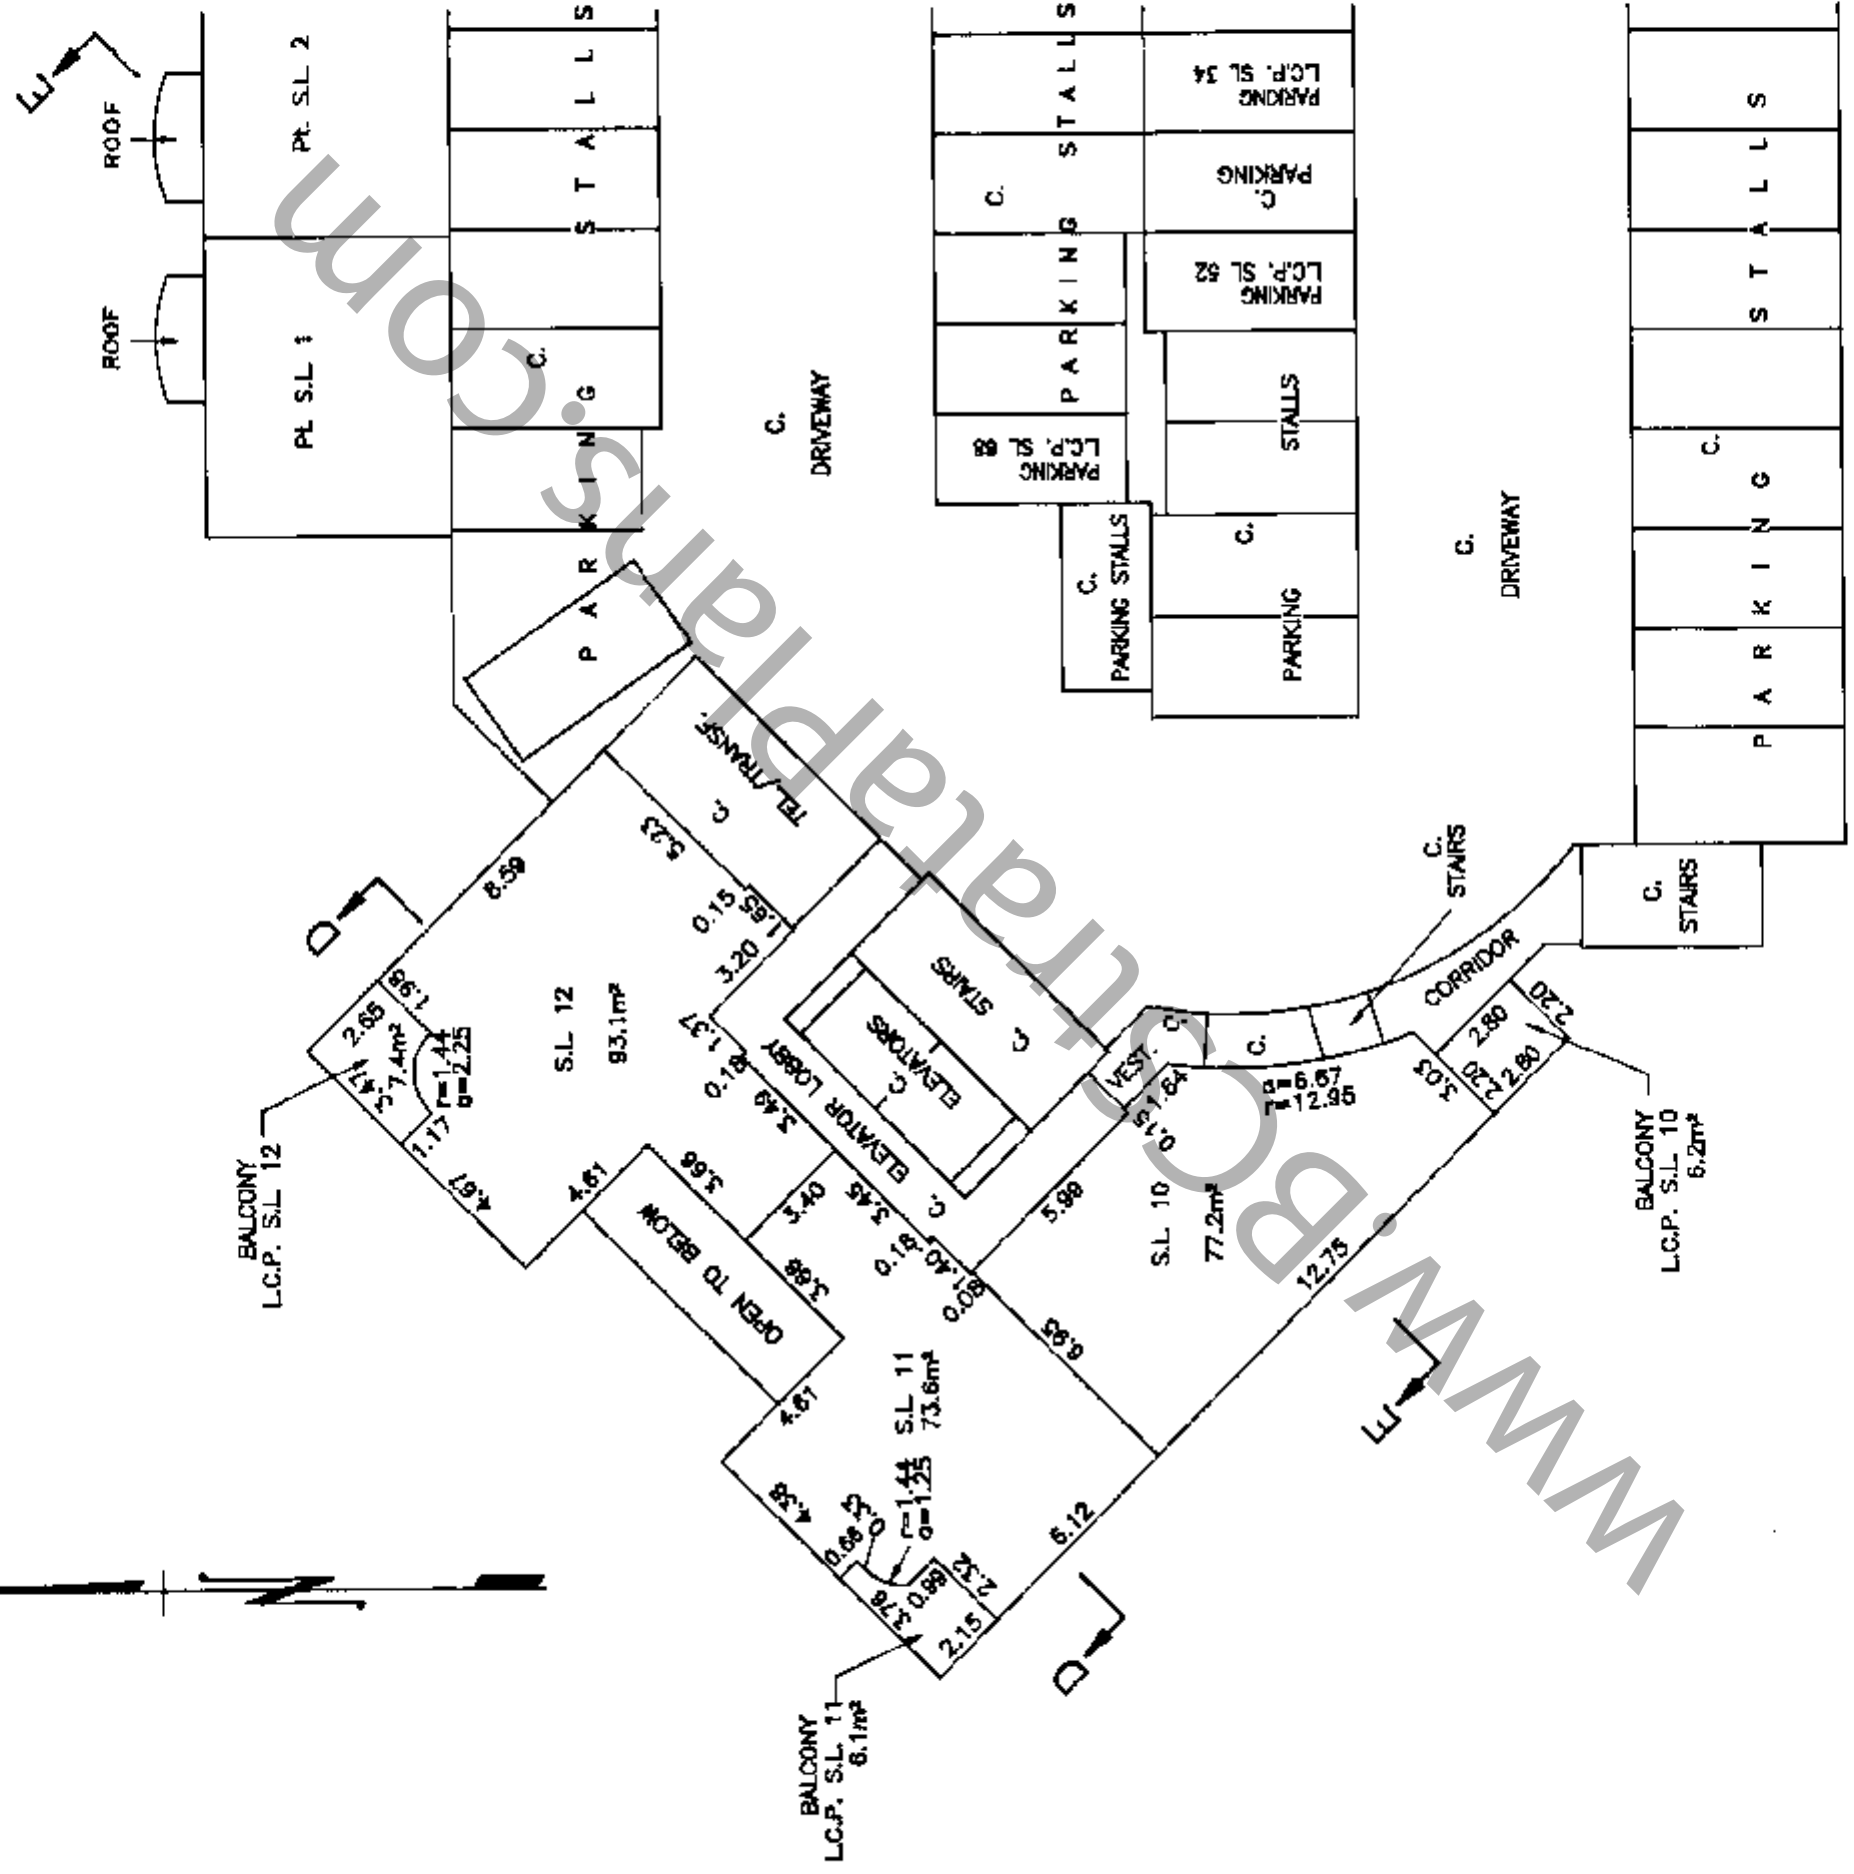 E
ROOF
Pt. S.L 2
ROOF
PL S.L 1
PARKING STALLS
C.
C.
DRIVEWAY
PARKING STALLS
C.
PARKING
L.C.P. SL 34
C.
PARKING
PARKING
L.C.P. SL 52
STALLS
PARKING
L.C.P. SL 68
C.
PARKING STALLS
C.
PARKING
C.
DRIVEWAY
PARKING STALLS
C.
C.
STAIRS
C.
STAIRS
CORRIDOR
TEL./TRANSF.
C.
8.59
5.23
0.15
1.65
3.20
1.37
0.18
D
1.98
2.65
3.47
7.4m²
r=1.44
a=2.25
1.17
4.67
BALCONY
L.C.P. S.L 12
S.L 12
93.1m²
4.61
3.66
3.49
ELEVATOR LOBBY
C.
ELEVATORS
C.
STAIRS
C.
VEST.
C.
C.
OPEN TO BELOW
3.40
3.45
3.68
0.18
1.40
0.08
5.99
0.15
1.64
a=6.67
r=12.95
3.03
2.80
2.20
2.20
2.80
S.L 10
77.2m²
BALCONY
L.C.P. S.L 10
6.2m²
12.75
6.95
E
4.61
S.L 11
73.6m²
r=1.44
a=1.25
4.38
0.68
0.43
3.76
0.99
2.32
2.15
6.12
D
BALCONY
L.C.P. S.L. 11
6.1m²
www.BCStrataPlans.com